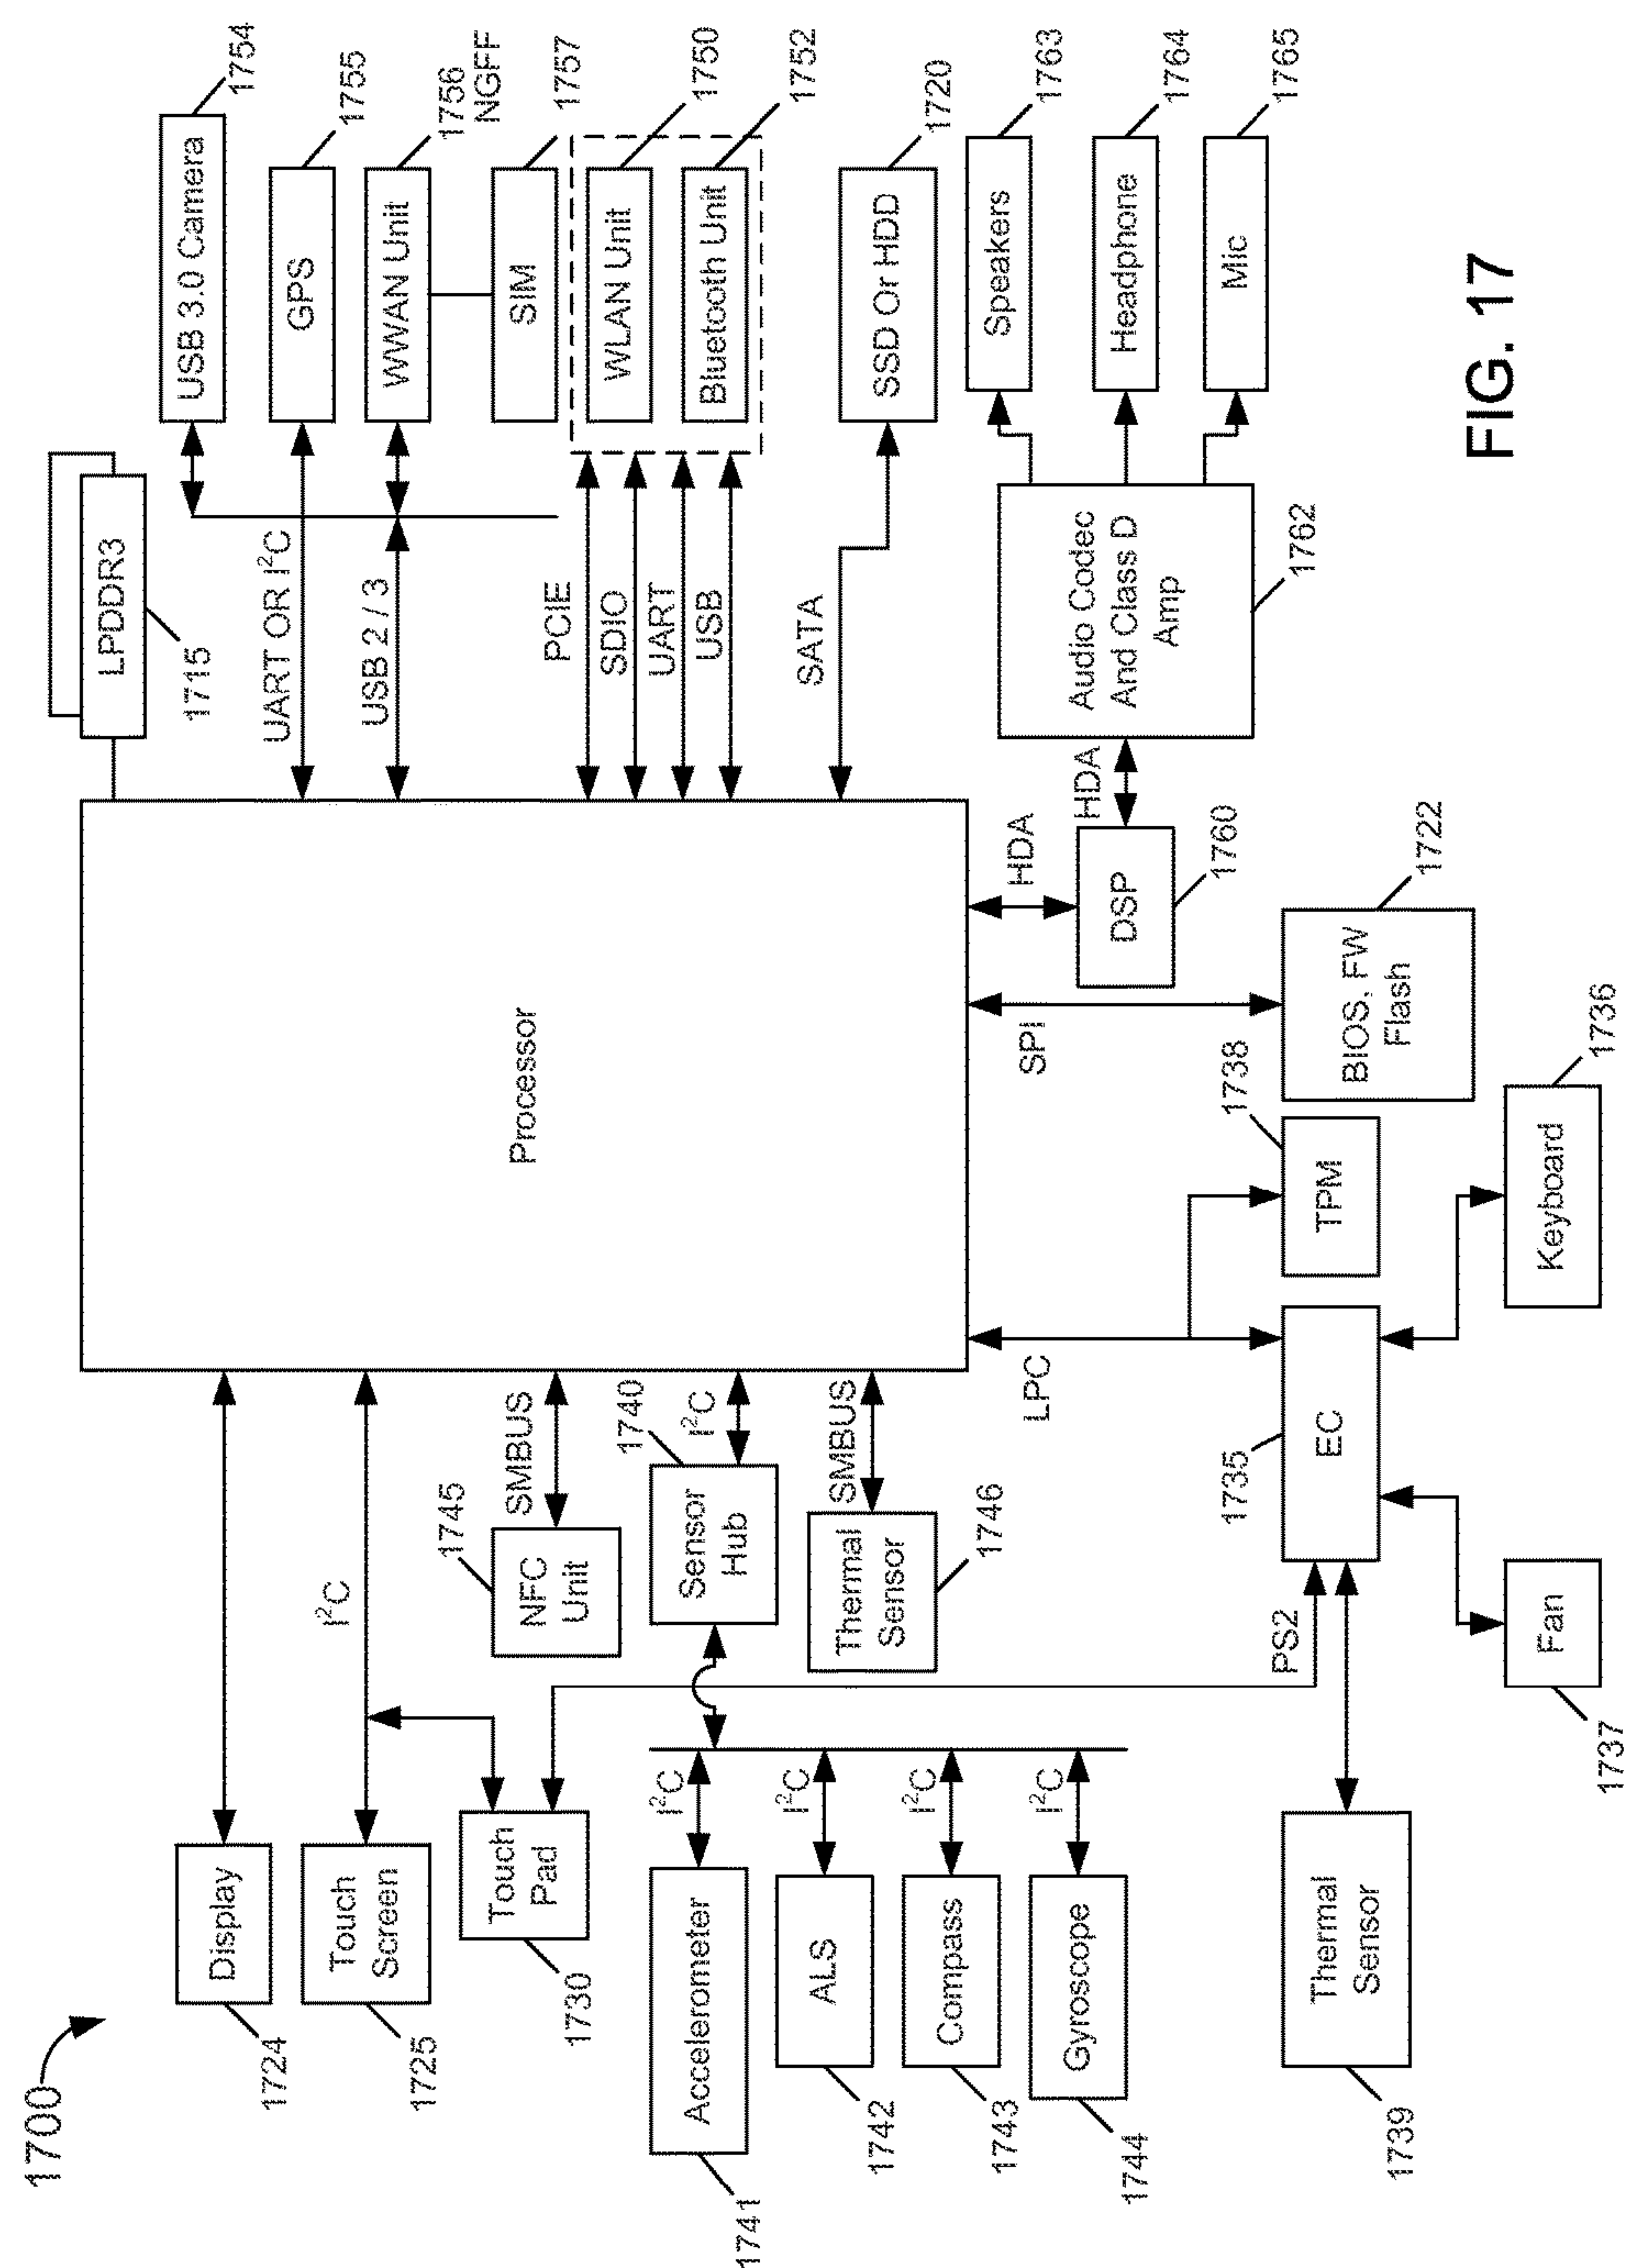 1700
LPDDR3
1715
Processor
Display
1724
Touch
Screen
1725
I²C
Touch
Pad
1730
1745
NFC
Unit
SMBUS
1740
Sensor
Hub
I²C
Thermal
Sensor
1746
SMBUS
Accelerometer
1741
I²C
ALS
1742
I²C
Compass
1743
I²C
Gyroscope
1744
I²C
Thermal
Sensor
1739
PS2
1735
EC
LPC
Fan
1737
Keyboard
1736
TPM
1738
SPI
BIOS, FW
Flash
1722
HDA
DSP
1760
HDA
Audio Codec
And Class D
Amp
1762
UART OR I²C
USB 2 / 3
PCIE
SDIO
UART
USB
SATA
USB 3.0 Camera
1754
GPS
1755
WWAN Unit
1756
NGFF
SIM
1757
WLAN Unit
1750
Bluetooth Unit
1752
SSD Or HDD
1720
Speakers
1763
Headphone
1764
Mic
1765
FIG. 17